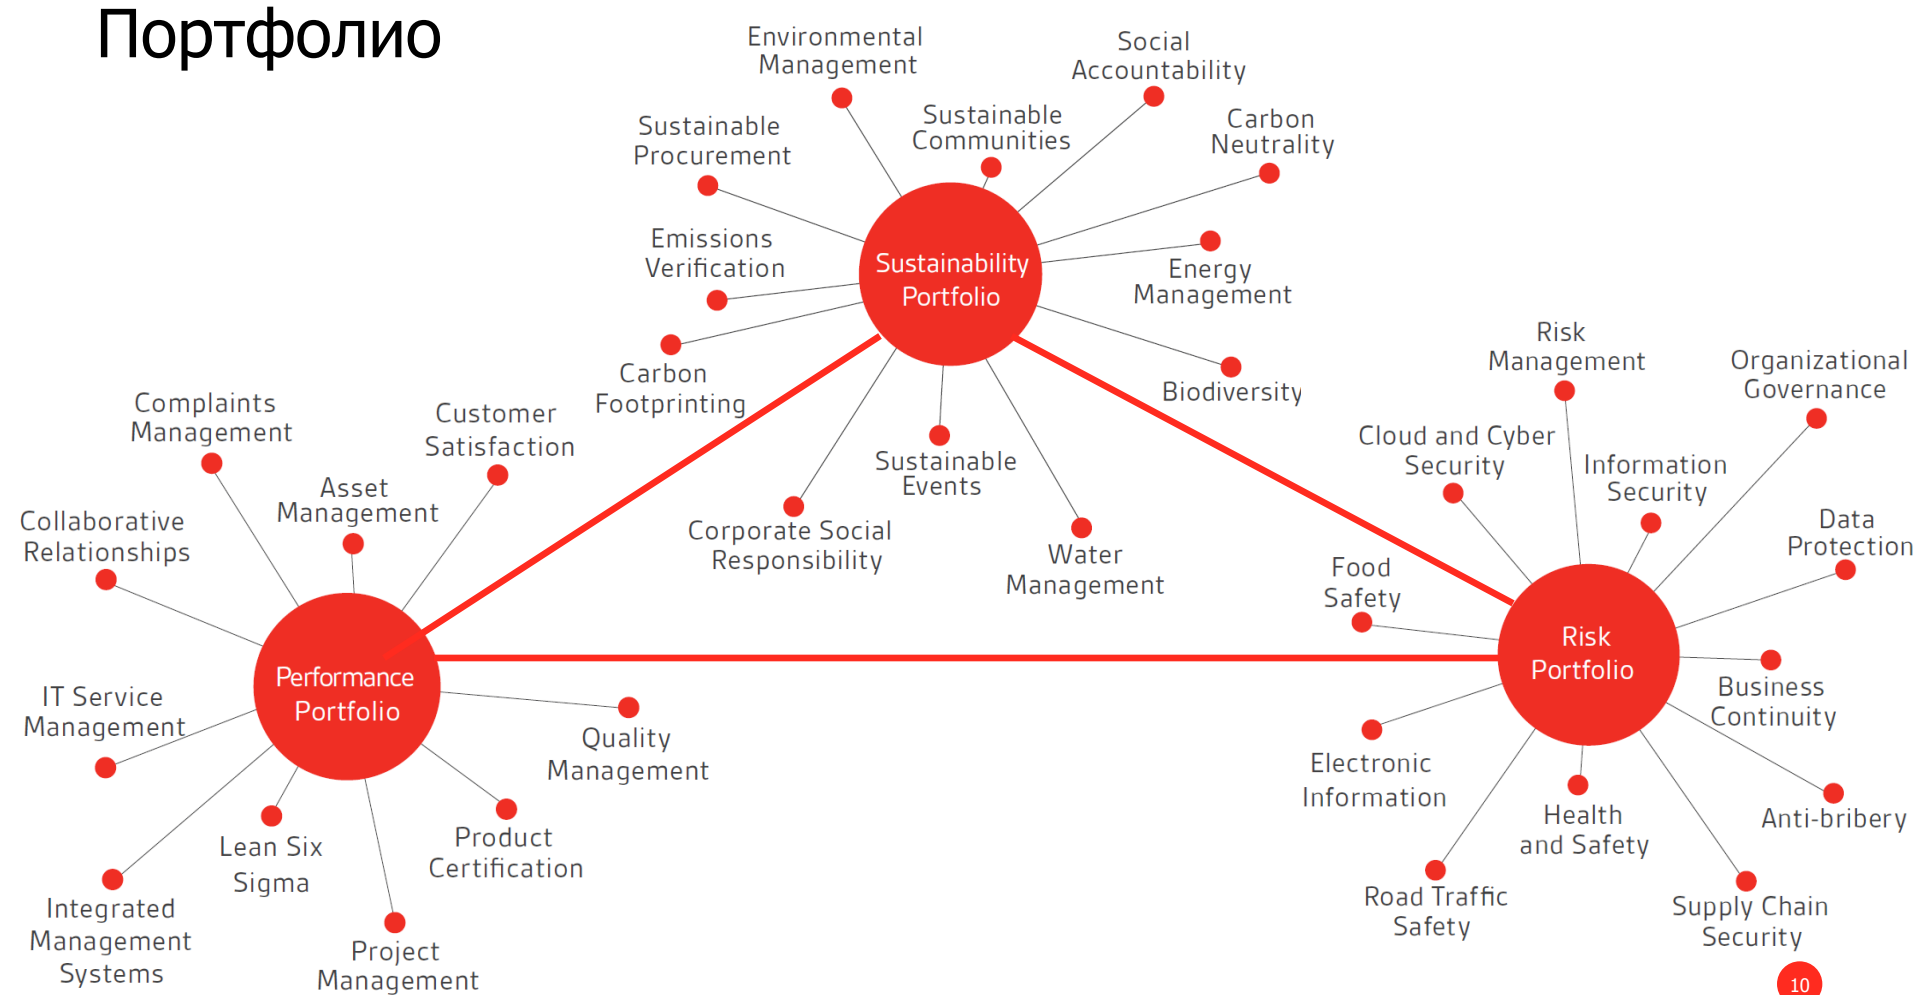 Портфолио
Environmental
Management
Social
Accountability
Sustainable
Communities
Carbon
Neutrality
Sustainable
Procurement
Emissions
Verification
Sustainability
Portfolio
Energy
Management
Carbon
Footprinting
Biodiversity
Sustainable
Events
Corporate Social
Responsibility
Water
Management
Complaints
Management
Customer
Satisfaction
Asset
Management
Collaborative
Relationships
Performance
Portfolio
IT Service
Management
Quality
Management
Lean Six
Sigma
Product
Certification
Integrated
Management
Systems
Project
Management
Risk
Management
Organizational
Governance
Cloud and Cyber
Security
Information
Security
Data
Protection
Food
Safety
Risk
Portfolio
Business
Continuity
Electronic
Information
Health
and Safety
Anti-bribery
Road Traffic
Safety
Supply Chain
Security
10